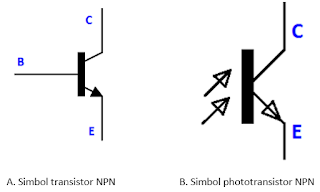 C
B
E
C
E
A. Simbol transistor NPN
B. Simbol phototransistor NPN